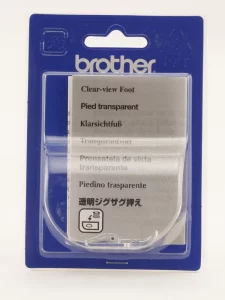 brother
Clear-view Foot
Pied transparent
Klarsichtfuß
Transparantvoet
Prensatela de vista
transparente
Piedino trasparente
透明ジグザグ押え